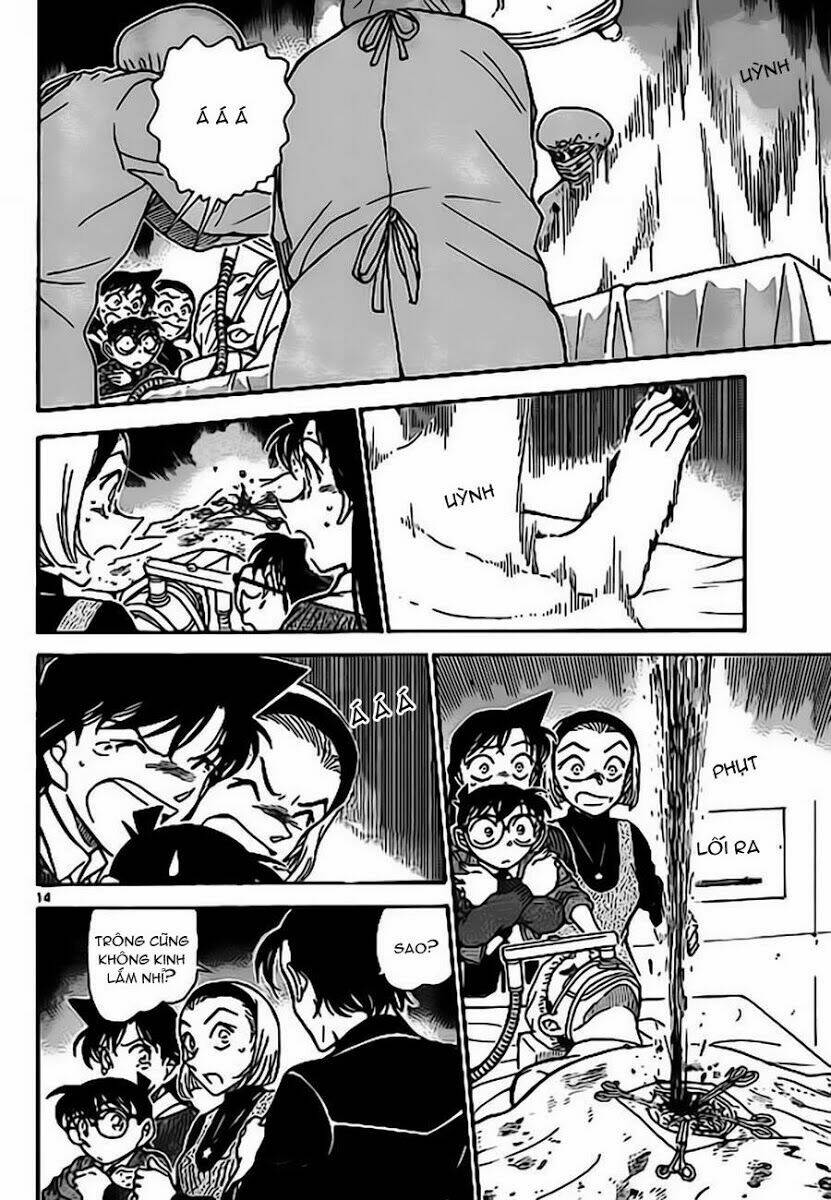 UỲNH
Á Á Á
UỲNH
PHỤT
LỐI RA
Á Á Á
14
SAO?
TRÔNG CŨNG
KHÔNG KINH
LẮM NHỈ?